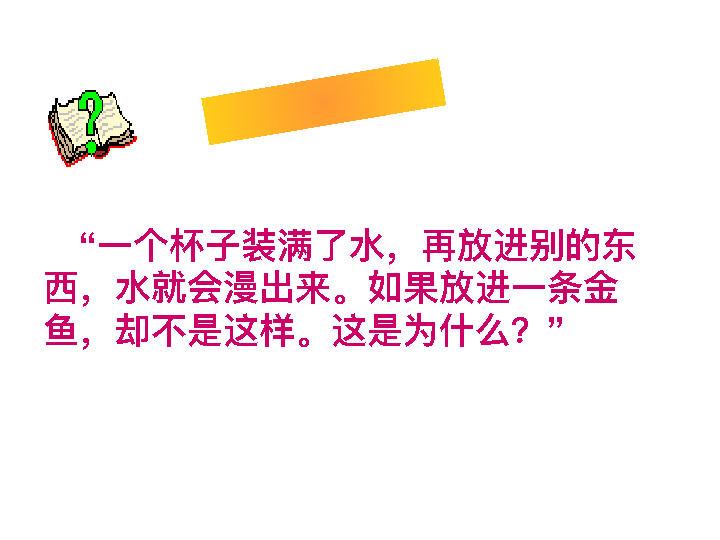 “一个杯子装满了水，再放进别的东
西，水就会漫出来。如果放进一条金
鱼，却不是这样。这是为什么？”